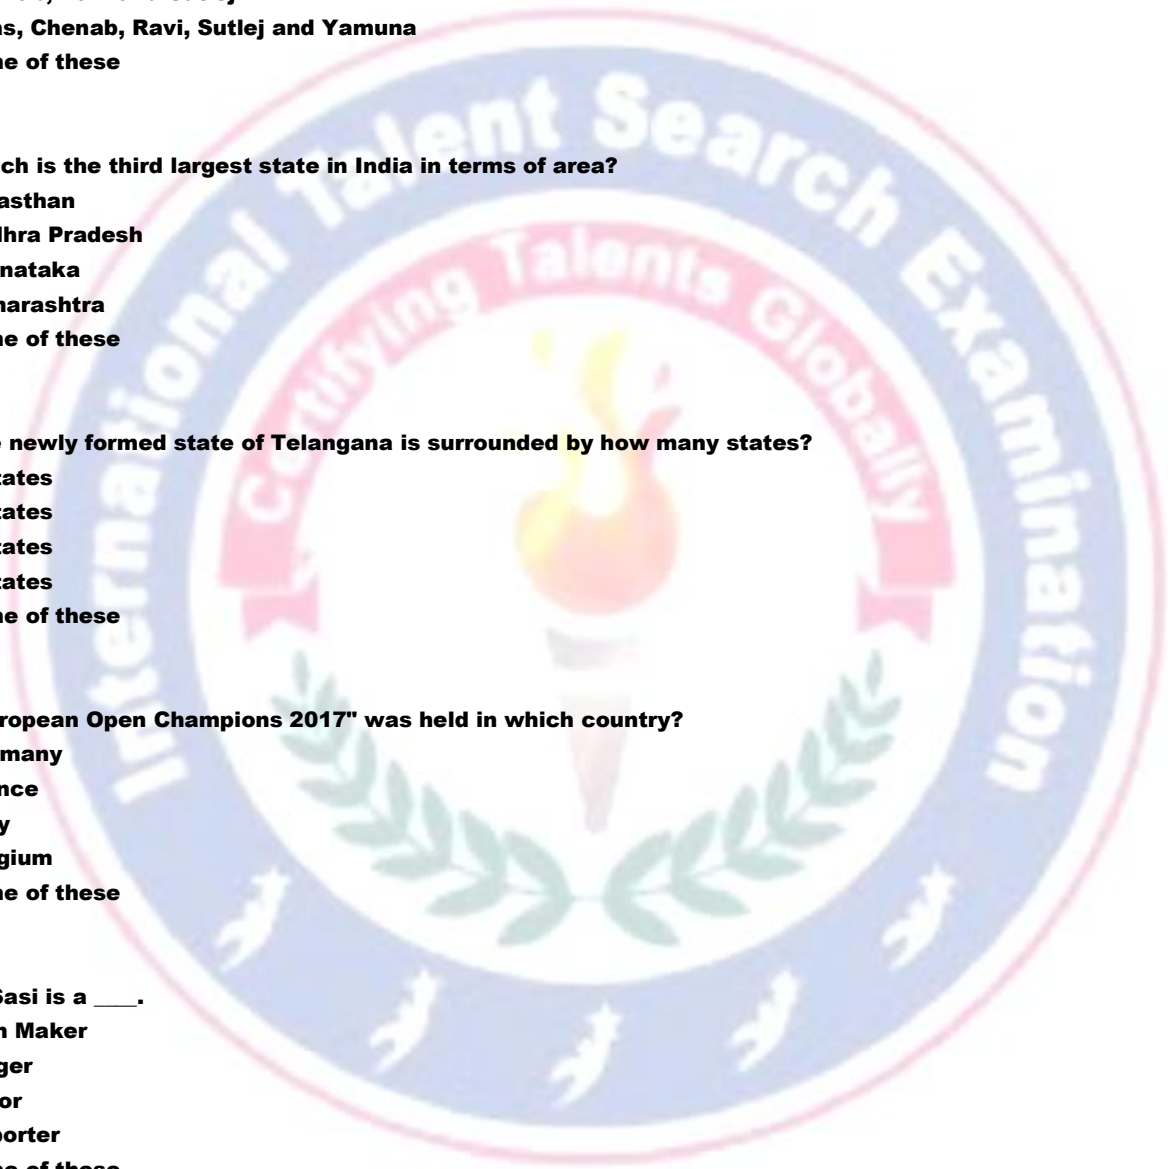 as, Chenab, Ravi, Sutlej and Yamuna
ne of these
ch is the third largest state in India in terms of area?
asthan
dhra Pradesh
nataka
harashtra
ne of these
newly formed state of Telangana is surrounded by how many states?
tates
tates
tates
tates
ne of these
ropean Open Champions 2017" was held in which country?
many
nce
y
gium
ne of these
Sasi is a ____.
n Maker
ger
or
porter
International Talent Search Examination
Certifying Talents Globally